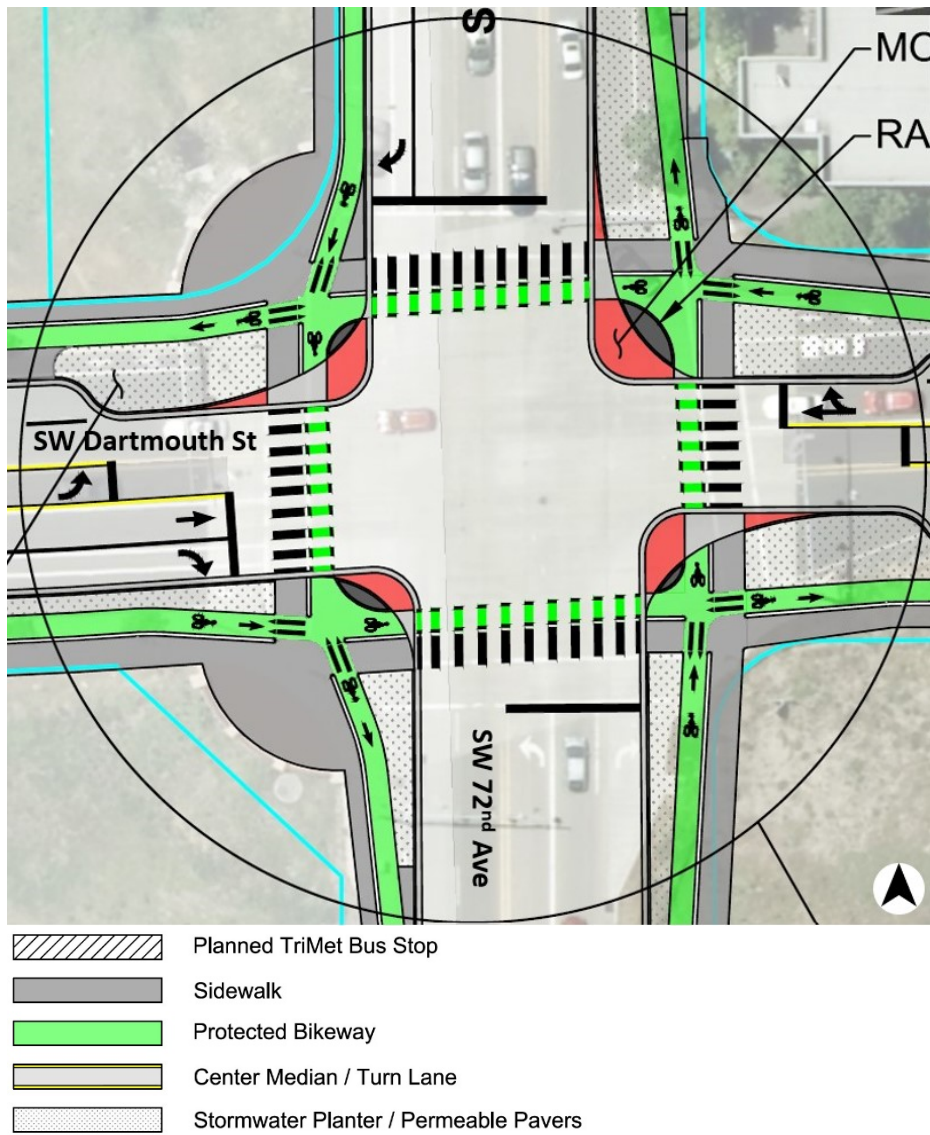 S
MO
RA
SW Dartmouth St
SW 72nd Ave
Planned TriMet Bus Stop
Sidewalk
Protected Bikeway
Center Median / Turn Lane
Stormwater Planter / Permeable Pavers